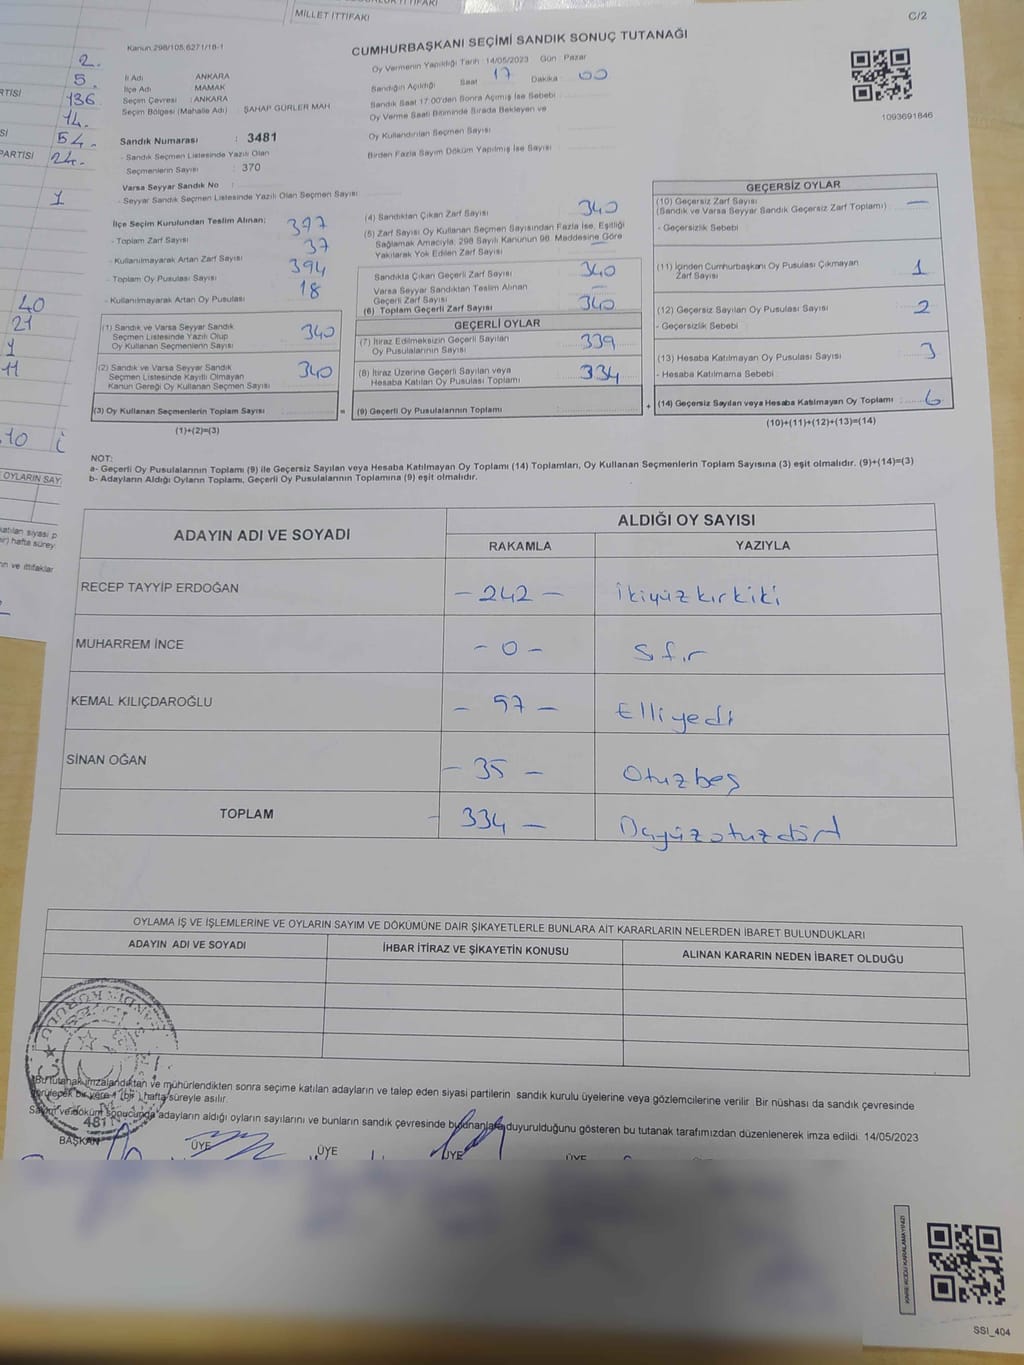 MİLLET İTTİFAKI
C/2
Kanun.298/105,6271/18-1
CUMHURBAŞKANI SEÇİMİ SANDIK SONUÇ TUTANAĞI
Oy Vermenin Yapıldığı Tarih : 14/05/2023 Gün : Pazar
Sandığın Açıldığı Saat 17 Dakika : 00
Sandık Saat 17:00'den Sonra Açılmış İse Sebebi
Oy Verme Saati Bitiminde Sırada Bekleyen ve
Oy Kullandırılan Seçmen Sayısı
Birden Fazla Sayım Döküm Yapılmış İse Sayısı :
1093691846
İl Adı : ANKARA
İlçe Adı : MAMAK
Seçim Çevresi : ANKARA
Seçim Bölgesi (Mahalle Adı) : ŞAHAP GÜRLER MAH
Sandık Numarası : 3481
- Sandık Seçmen Listesinde Yazılı Olan
Seçmenlerin Sayısı : 370
Varsa Seyyar Sandık No :
- Seyyar Sandık Seçmen Listesinde Yazılı Olan Seçmen Sayısı
İlçe Seçim Kurulundan Teslim Alınan;
- Toplam Zarf Sayısı 377
- Kullanılmayarak Artan Zarf Sayısı 37
- Toplam Oy Pusulası Sayısı 394
- Kullanılmayarak Artan Oy Pusulası 18
(1) Sandık ve Varsa Seyyar Sandık
Seçmen Listesinde Yazılı Olup
Oy Kullanan Seçmenlerin Sayısı 340
(2) Sandık ve Varsa Seyyar Sandık
Seçmen Listesinde Kayıtlı Olmayan
Kanun Gereği Oy Kullanan Seçmen Sayısı 340
(3) Oy Kullanan Seçmenlerin Toplam Sayısı :
(1)+(2)=(3)
(4) Sandıktan Çıkan Zarf Sayısı 340
(5) Zarf Sayısı Oy Kullanan Seçmen Sayısından Fazla İse, Eşitliği
Sağlamak Amacıyla; 298 Sayılı Kanunun 98. Maddesine Göre
Yakılarak Yok Edilen Zarf Sayısı —
Sandıkta Çıkan Geçerli Zarf Sayısı 340
Varsa Seyyar Sandıktan Teslim Alınan
Geçerli Zarf Sayısı —
(6) Toplam Geçerli Zarf Sayısı 340
GEÇERLİ OYLAR
(7) İtiraz Edilmeksizin Geçerli Sayılan
Oy Pusulalarının Sayısı 339
(8) İtiraz Üzerine Geçerli Sayılan veya
Hesaba Katılan Oy Pusulası Toplamı 334
= (9) Geçerli Oy Pusulalarının Toplamı :
GEÇERSİZ OYLAR
(10) Geçersiz Zarf Sayısı —
(Sandık ve Varsa Seyyar Sandık Geçersiz Zarf Toplamı)
- Geçersizlik Sebebi
(11) İçinden Cumhurbaşkanı Oy Pusulası Çıkmayan
Zarf Sayısı 1
(12) Geçersiz Sayılan Oy Pusulası Sayısı 2
- Geçersizlik Sebebi
(13) Hesaba Katılmayan Oy Pusulası Sayısı 3
- Hesaba Katılmama Sebebi
+ (14) Geçersiz Sayılan veya Hesaba Katılmayan Oy Toplamı : 6
(10)+(11)+(12)+(13)=(14)
NOT:
a- Geçerli Oy Pusulalarının Toplamı (9) ile Geçersiz Sayılan veya Hesaba Katılmayan Oy Toplamı (14) Toplamları, Oy Kullanan Seçmenlerin Toplam Sayısına (3) eşit olmalıdır. (9)+(14)=(3)
b- Adayların Aldığı Oyların Toplamı, Geçerli Oy Pusulalarının Toplamına (9) eşit olmalıdır.
ADAYIN ADI VE SOYADI
ALDIĞI OY SAYISI
RAKAMLA YAZIYLA
RECEP TAYYİP ERDOĞAN - 242 - ikiyüzkırkiki
MUHARREM İNCE - 0 - Sıfır
KEMAL KILIÇDAROĞLU - 57 - Elliyedi
SİNAN OĞAN - 35 - Otuzbeş
TOPLAM - 334 - Üçyüzotuzdört
OYLAMA İŞ VE İŞLEMLERİNE VE OYLARIN SAYIM VE DÖKÜMÜNE DAİR ŞİKAYETLERLE BUNLARA AİT KARARLARIN NELERDEN İBARET BULUNDUKLARI
ADAYIN ADI VE SOYADI İHBAR İTİRAZ VE ŞİKAYETİN KONUSU ALINAN KARARIN NEDEN İBARET OLDUĞU
*Bu tutanak imzalandıktan ve mühürlendikten sonra seçime katılan adayların ve talep eden siyasi partilerin sandık kurulu üyelerine veya gözlemcilerine verilir. Bir nüshası da sandık çevresinde
görülecek bir yere 1 (bir) hafta süreyle asılır.
Sayım ve döküm sonucunda adayların aldığı oyların sayılarını ve bunların sandık çevresinde bulunanlara duyurulduğunu gösteren bu tutanak tarafımızdan düzenlenerek imza edildi. 14/05/2023
BAŞKAN ÜYE ÜYE ÜYE ÜYE
KARE KODU KARALAMAYINIZ!
SSI_404
2.
5.
136
14.
54.
24.
1
40
21
1
11
10